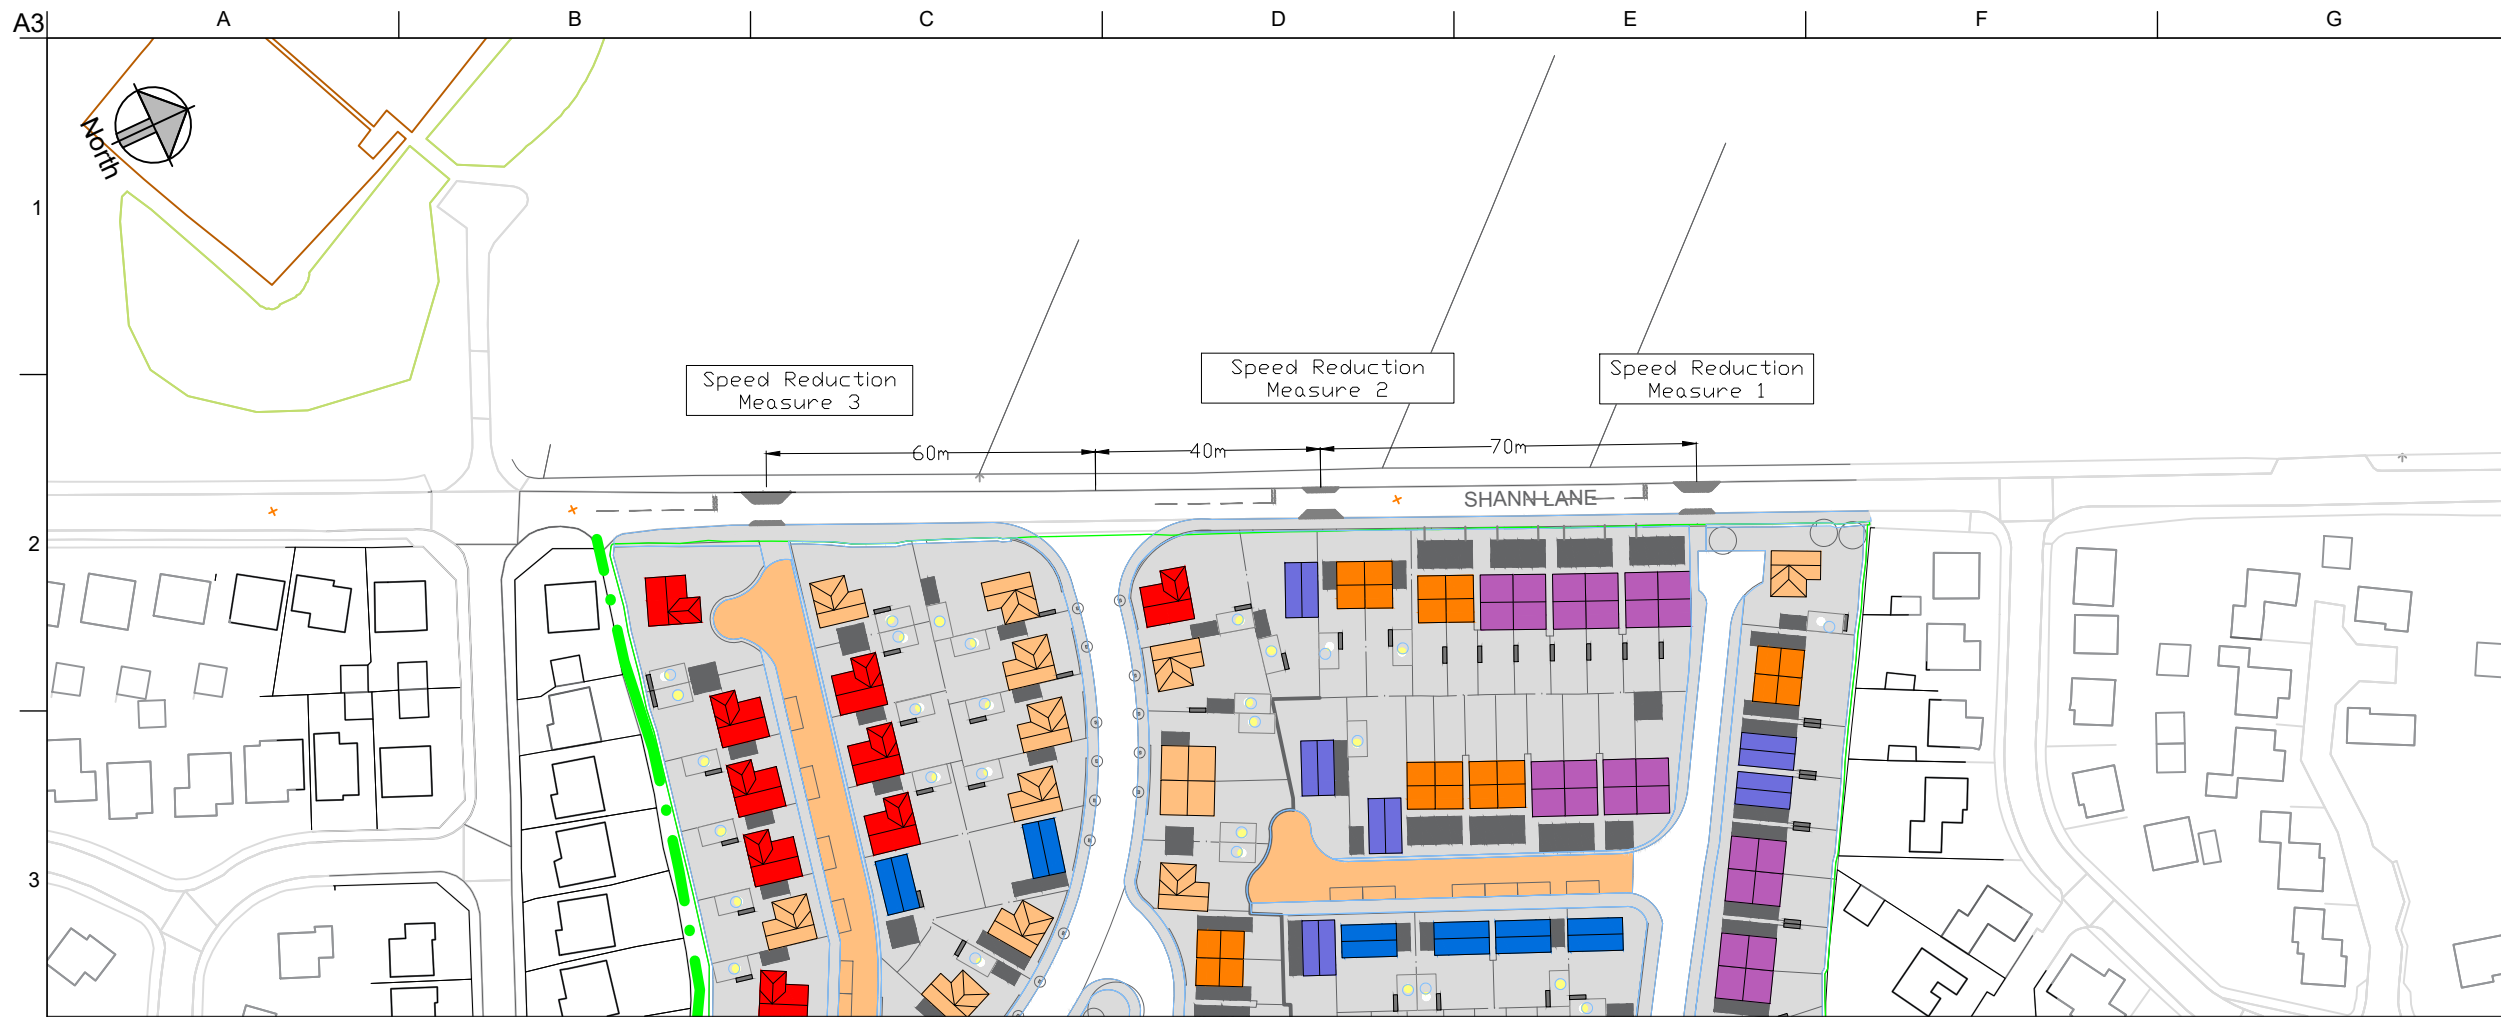 A3
A
B
C
D
E
F
G
North
1
Speed Reduction
Measure 3
Speed Reduction
Measure 2
Speed Reduction
Measure 1
60m
40m
70m
SHANN LANE
2
3